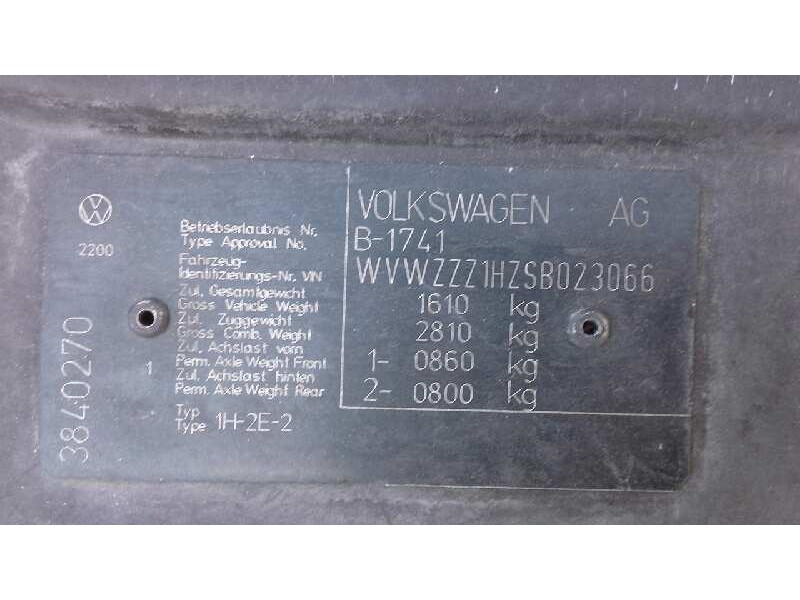 VOLKSWAGEN AG
B-1741
WVWZZZ1HZSB023066
1610 kg
2810 kg
1- 0860 kg
2- 0800 kg
2200
Betriebserlaubnis Nr.
Type Approval No.
Fahrzeug-
Identifizierungs-Nr. VIN
Zul. Gesamtgewicht
Gross Vehicle Weight
Zul. Zuggewicht
Gross Comb. Weight
Zul. Achslast vorn
Perm. Axle Weight Front
Zul. Achslast hinten
Perm. Axle Weight Rear
Typ
Type 1H-2E-2
1
3840270